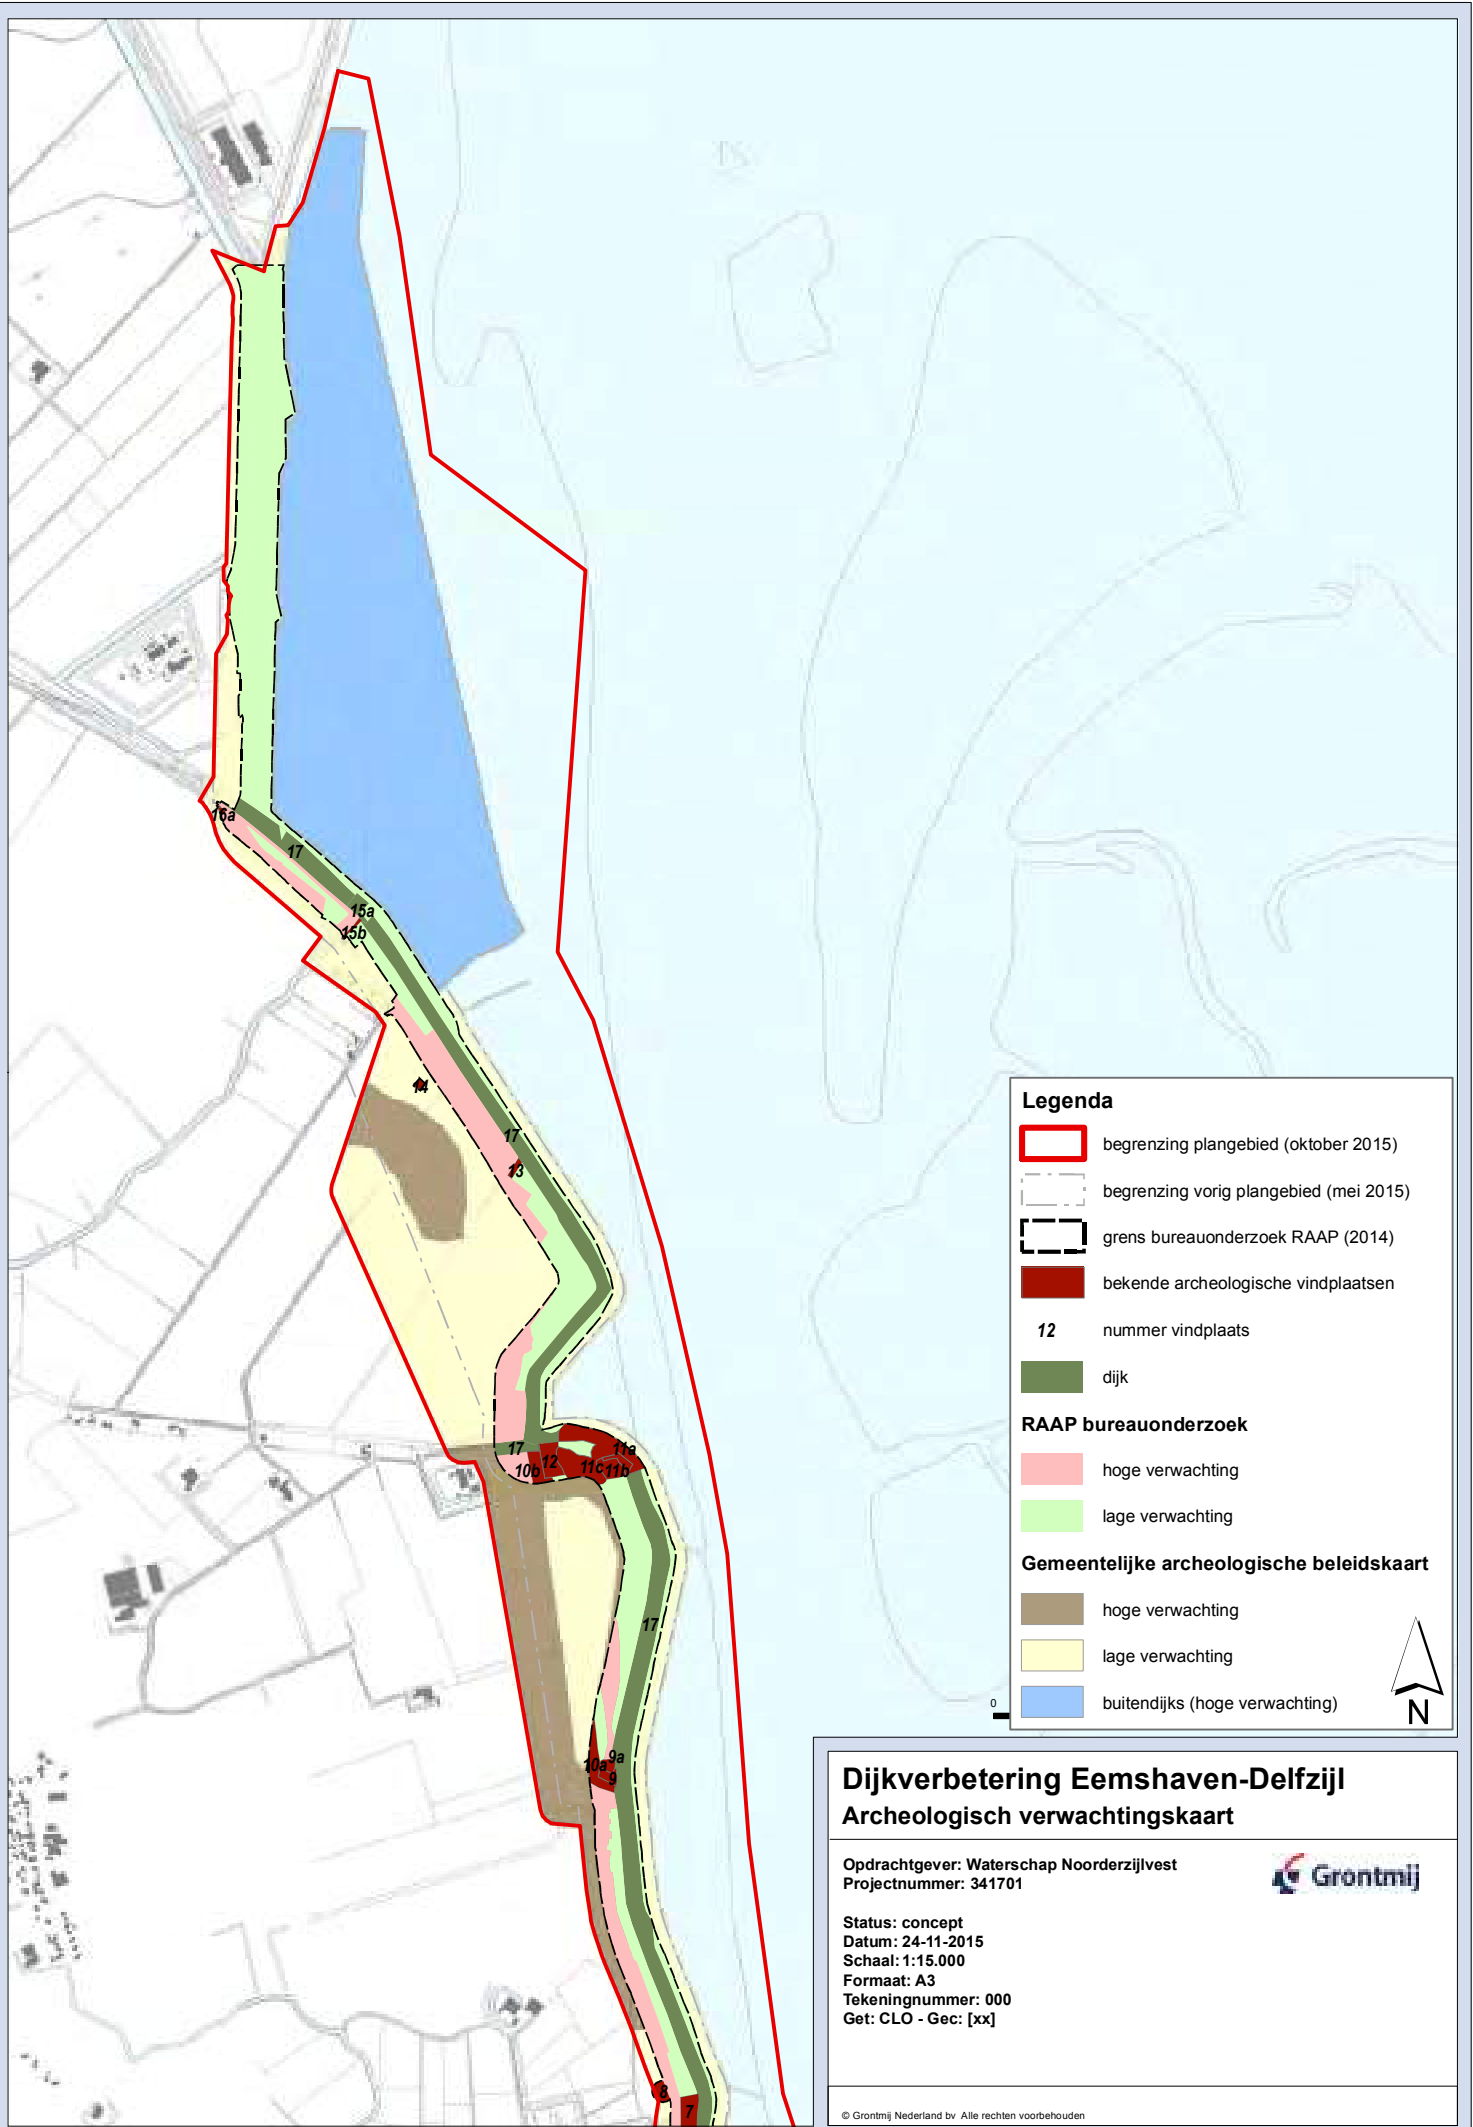 16a
17
15a
15b
14
17
13
17
10b
12
11a
11c
11b
17
10a
9a
9
8
7
Legenda
begrenzing plangebied (oktober 2015)
begrenzing vorig plangebied (mei 2015)
grens bureauonderzoek RAAP (2014)
bekende archeologische vindplaatsen
12 nummer vindplaats
dijk
RAAP bureauonderzoek
hoge verwachting
lage verwachting
Gemeentelijke archeologische beleidskaart
hoge verwachting
lage verwachting
buitendijks (hoge verwachting)
N
0
Dijkverbetering Eemshaven-Delfzijl
Archeologisch verwachtingskaart
Opdrachtgever: Waterschap Noorderzijlvest
Projectnummer: 341701
Grontmij
Status: concept
Datum: 24-11-2015
Schaal: 1:15.000
Formaat: A3
Tekeningnummer: 000
Get: CLO - Gec: [xx]
© Grontmij Nederland bv Alle rechten voorbehouden